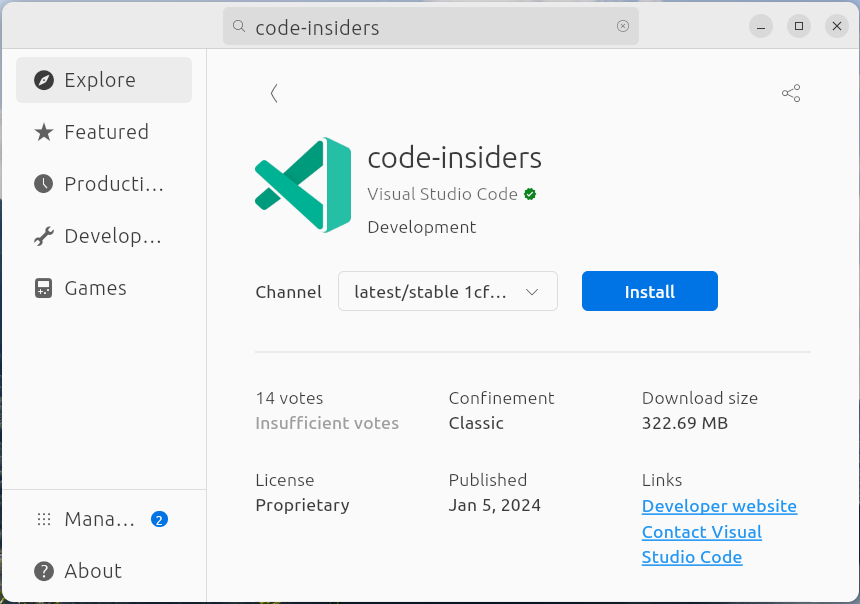 code-insiders
Explore
Featured
Producti...
Develop...
Games
Mana... 2
About
code-insiders
Visual Studio Code
Development
Channel latest/stable 1cf... Install
14 votes
Insufficient votes
Confinement
Classic
Download size
322.69 MB
License
Proprietary
Published
Jan 5, 2024
Links
Developer website
Contact Visual
Studio Code